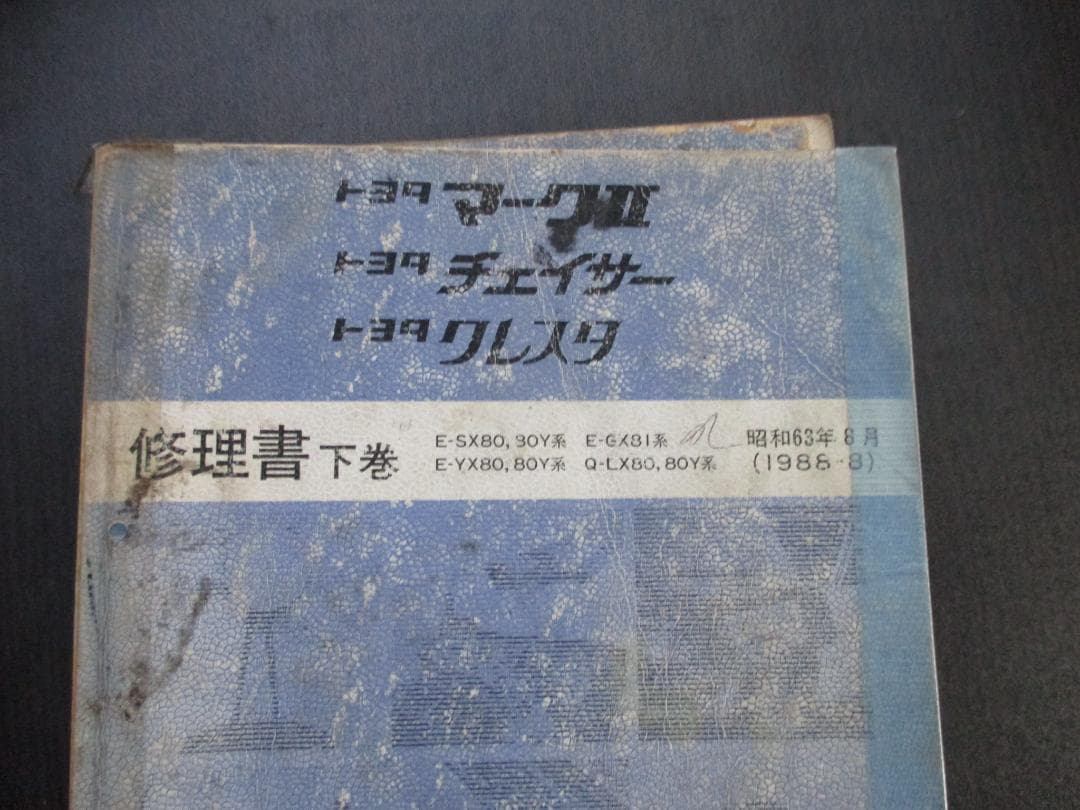 トヨタ マークII
トヨタ チェイサー
トヨタ クレスタ
修理書 下巻
E-SX80, 80Y系 E-GX81系
E-YX80, 80Y系 Q-LX80, 80Y系
昭和63年8月
(1988-8)